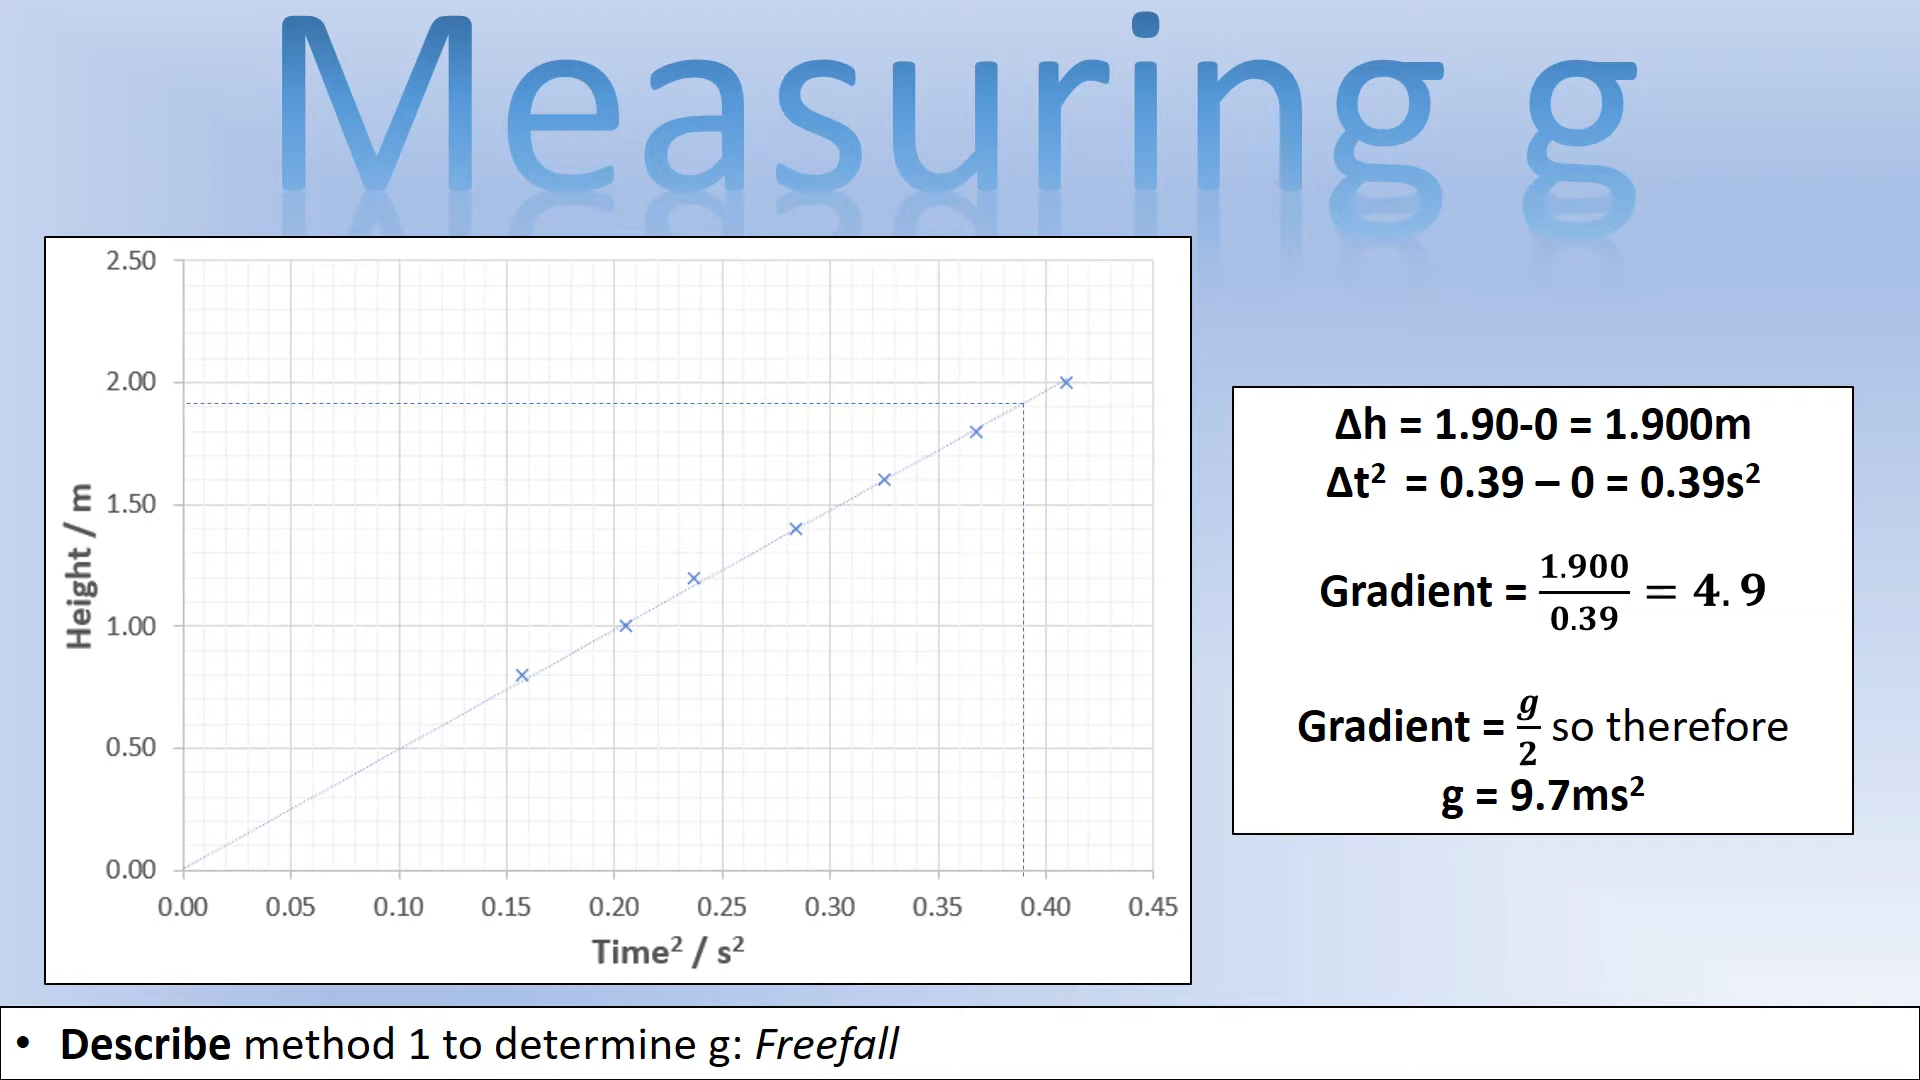 Measuring g
2.50
2.00
1.50
1.00
0.50
0.00
Height / m
0.00 0.05 0.10 0.15 0.20 0.25 0.30 0.35 0.40 0.45
Time² / s²
Δh = 1.90-0 = 1.900m
Δt² = 0.39 – 0 = 0.39s²
Gradient = 1.900/0.39 = 4.9
Gradient = g/2 so therefore
g = 9.7ms²
• Describe method 1 to determine g: Freefall